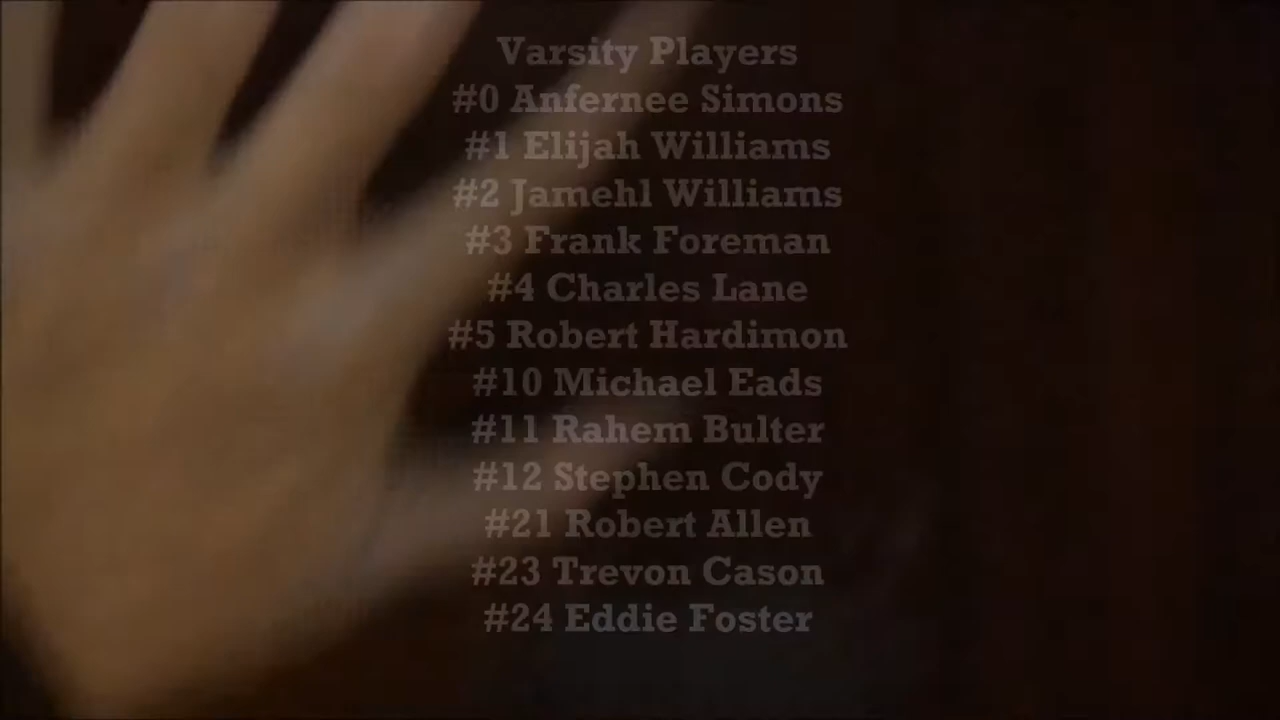 Varsity Players
#0 Anfernee Simons
#1 Elijah Williams
#2 Jamehl Williams
#3 Frank Foreman
#4 Charles Lane
#5 Robert Hardimon
#10 Michael Eads
#11 Rahem Bulter
#12 Stephen Cody
#21 Robert Allen
#23 Trevon Cason
#24 Eddie Foster